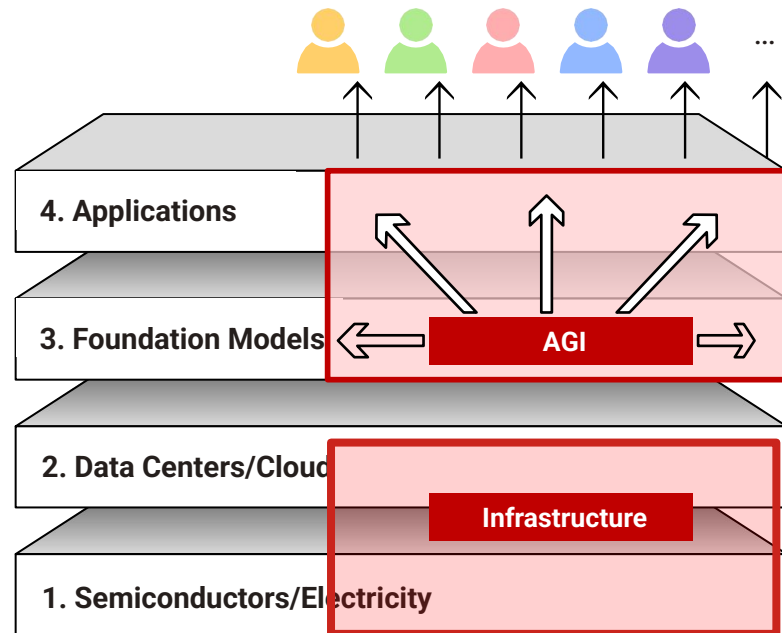 ...
4. Applications
3. Foundation Models
AGI
2. Data Centers/Cloud
Infrastructure
1. Semiconductors/Electricity